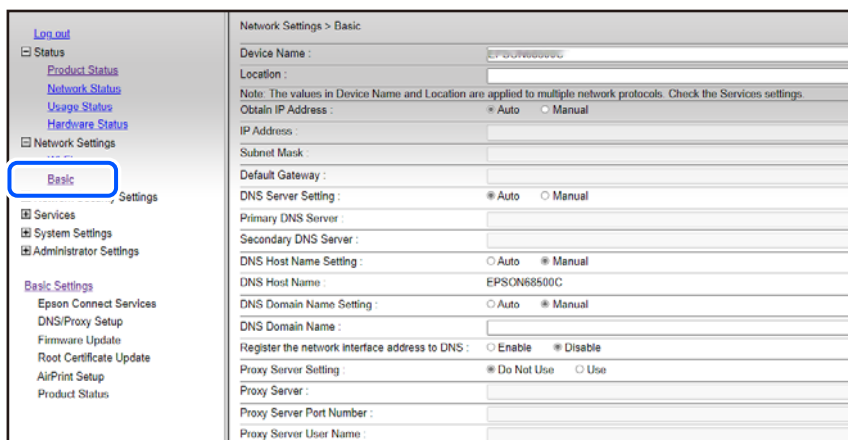 Log out
Status
Product Status
Network Status
Usage Status
Hardware Status
Network Settings
Basic
Settings
Services
System Settings
Administrator Settings
Basic Settings
Epson Connect Services
DNS/Proxy Setup
Firmware Update
Root Certificate Update
AirPrint Setup
Product Status
Network Settings > Basic
Device Name :
Location :
Note: The values in Device Name and Location are applied to multiple network protocols. Check the Services settings.
Obtain IP Address : Auto Manual
IP Address :
Subnet Mask :
Default Gateway :
DNS Server Setting : Auto Manual
Primary DNS Server :
Secondary DNS Server :
DNS Host Name Setting : Auto Manual
DNS Host Name : EPSON68500C
DNS Domain Name Setting : Auto Manual
DNS Domain Name :
Register the network interface address to DNS : Enable Disable
Proxy Server Setting : Do Not Use Use
Proxy Server :
Proxy Server Port Number :
Proxy Server User Name :